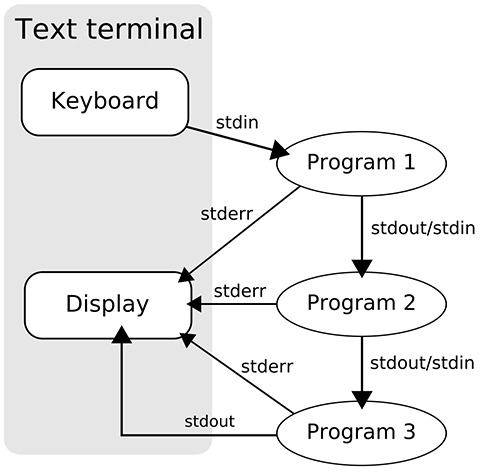 Text terminal
Keyboard
stdin
Program 1
stderr
stdout/stdin
Display
stderr
Program 2
stderr
stdout/stdin
stdout
Program 3